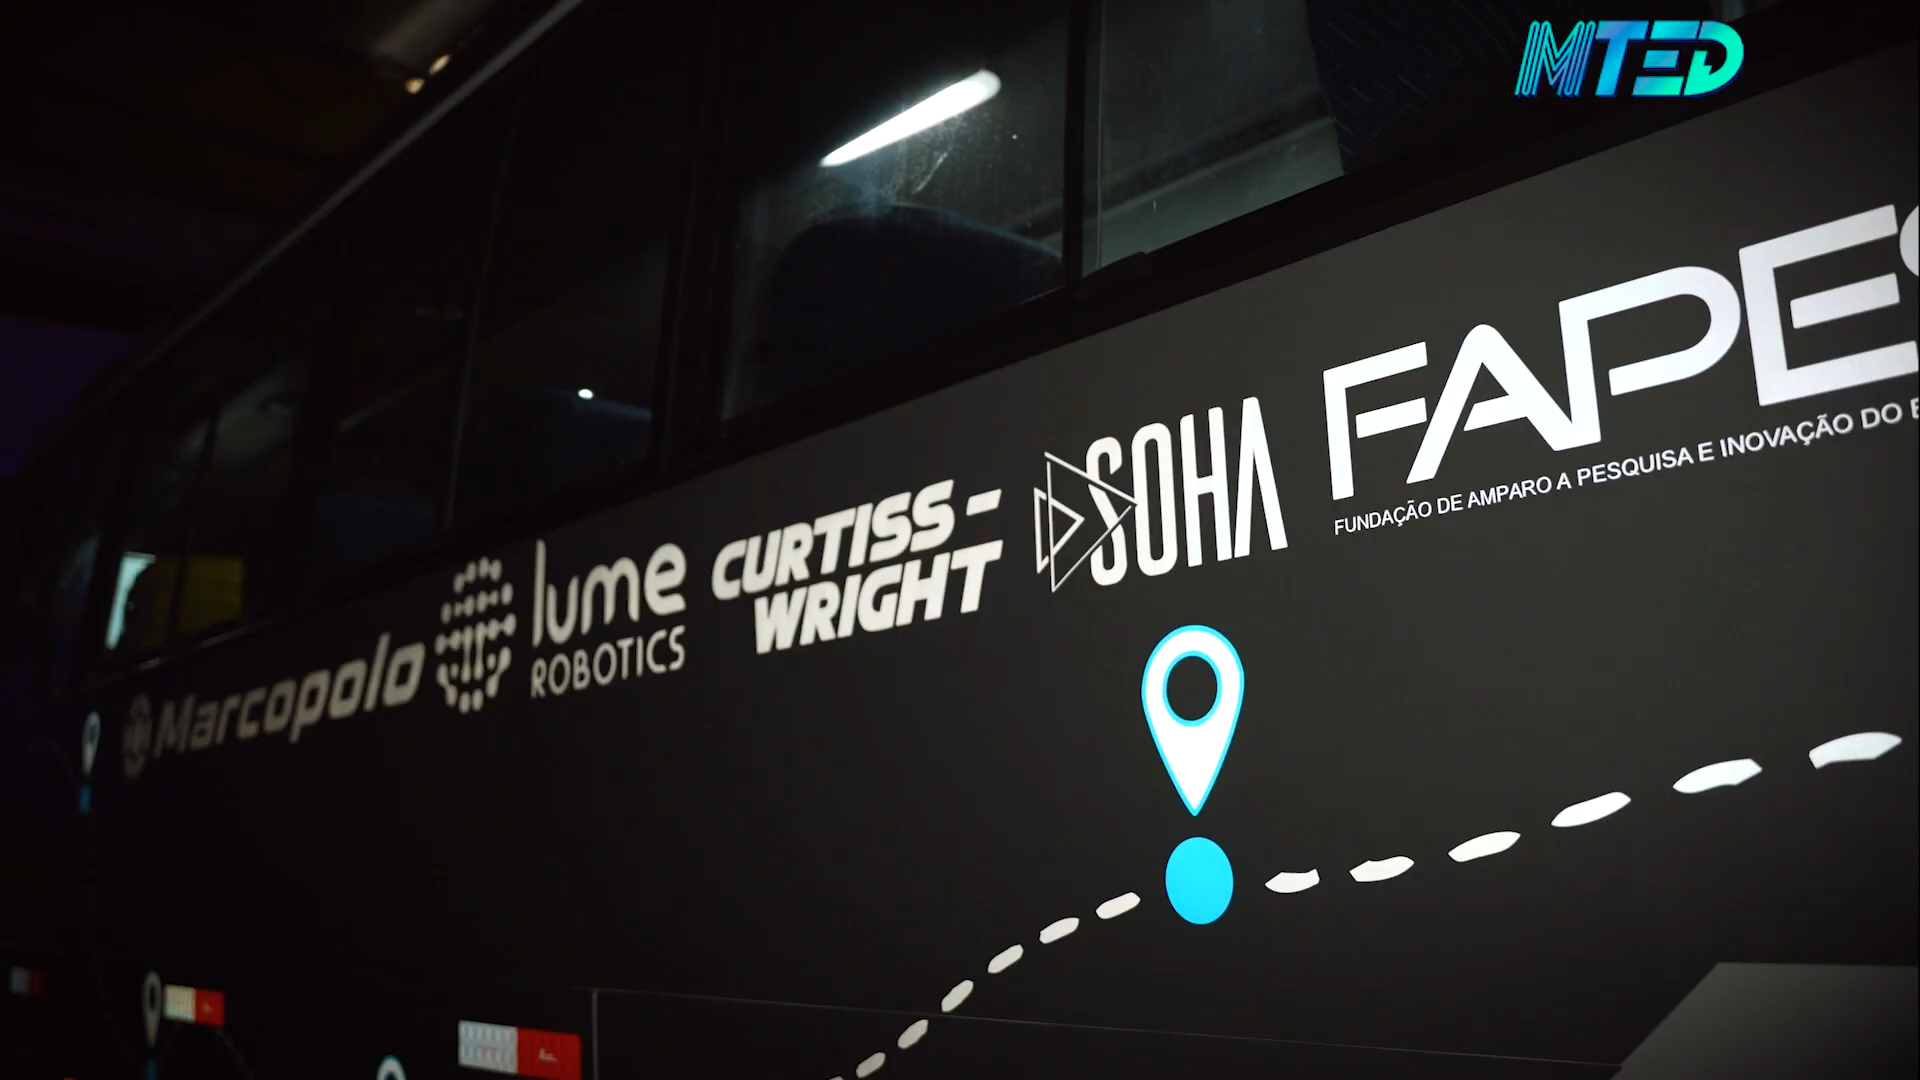 MTED
Marcopolo
lume
ROBOTICS
CURTISS-
WRIGHT
SOHA
FAPES
FUNDAÇÃO DE AMPARO A PESQUISA E INOVAÇÃO DO E